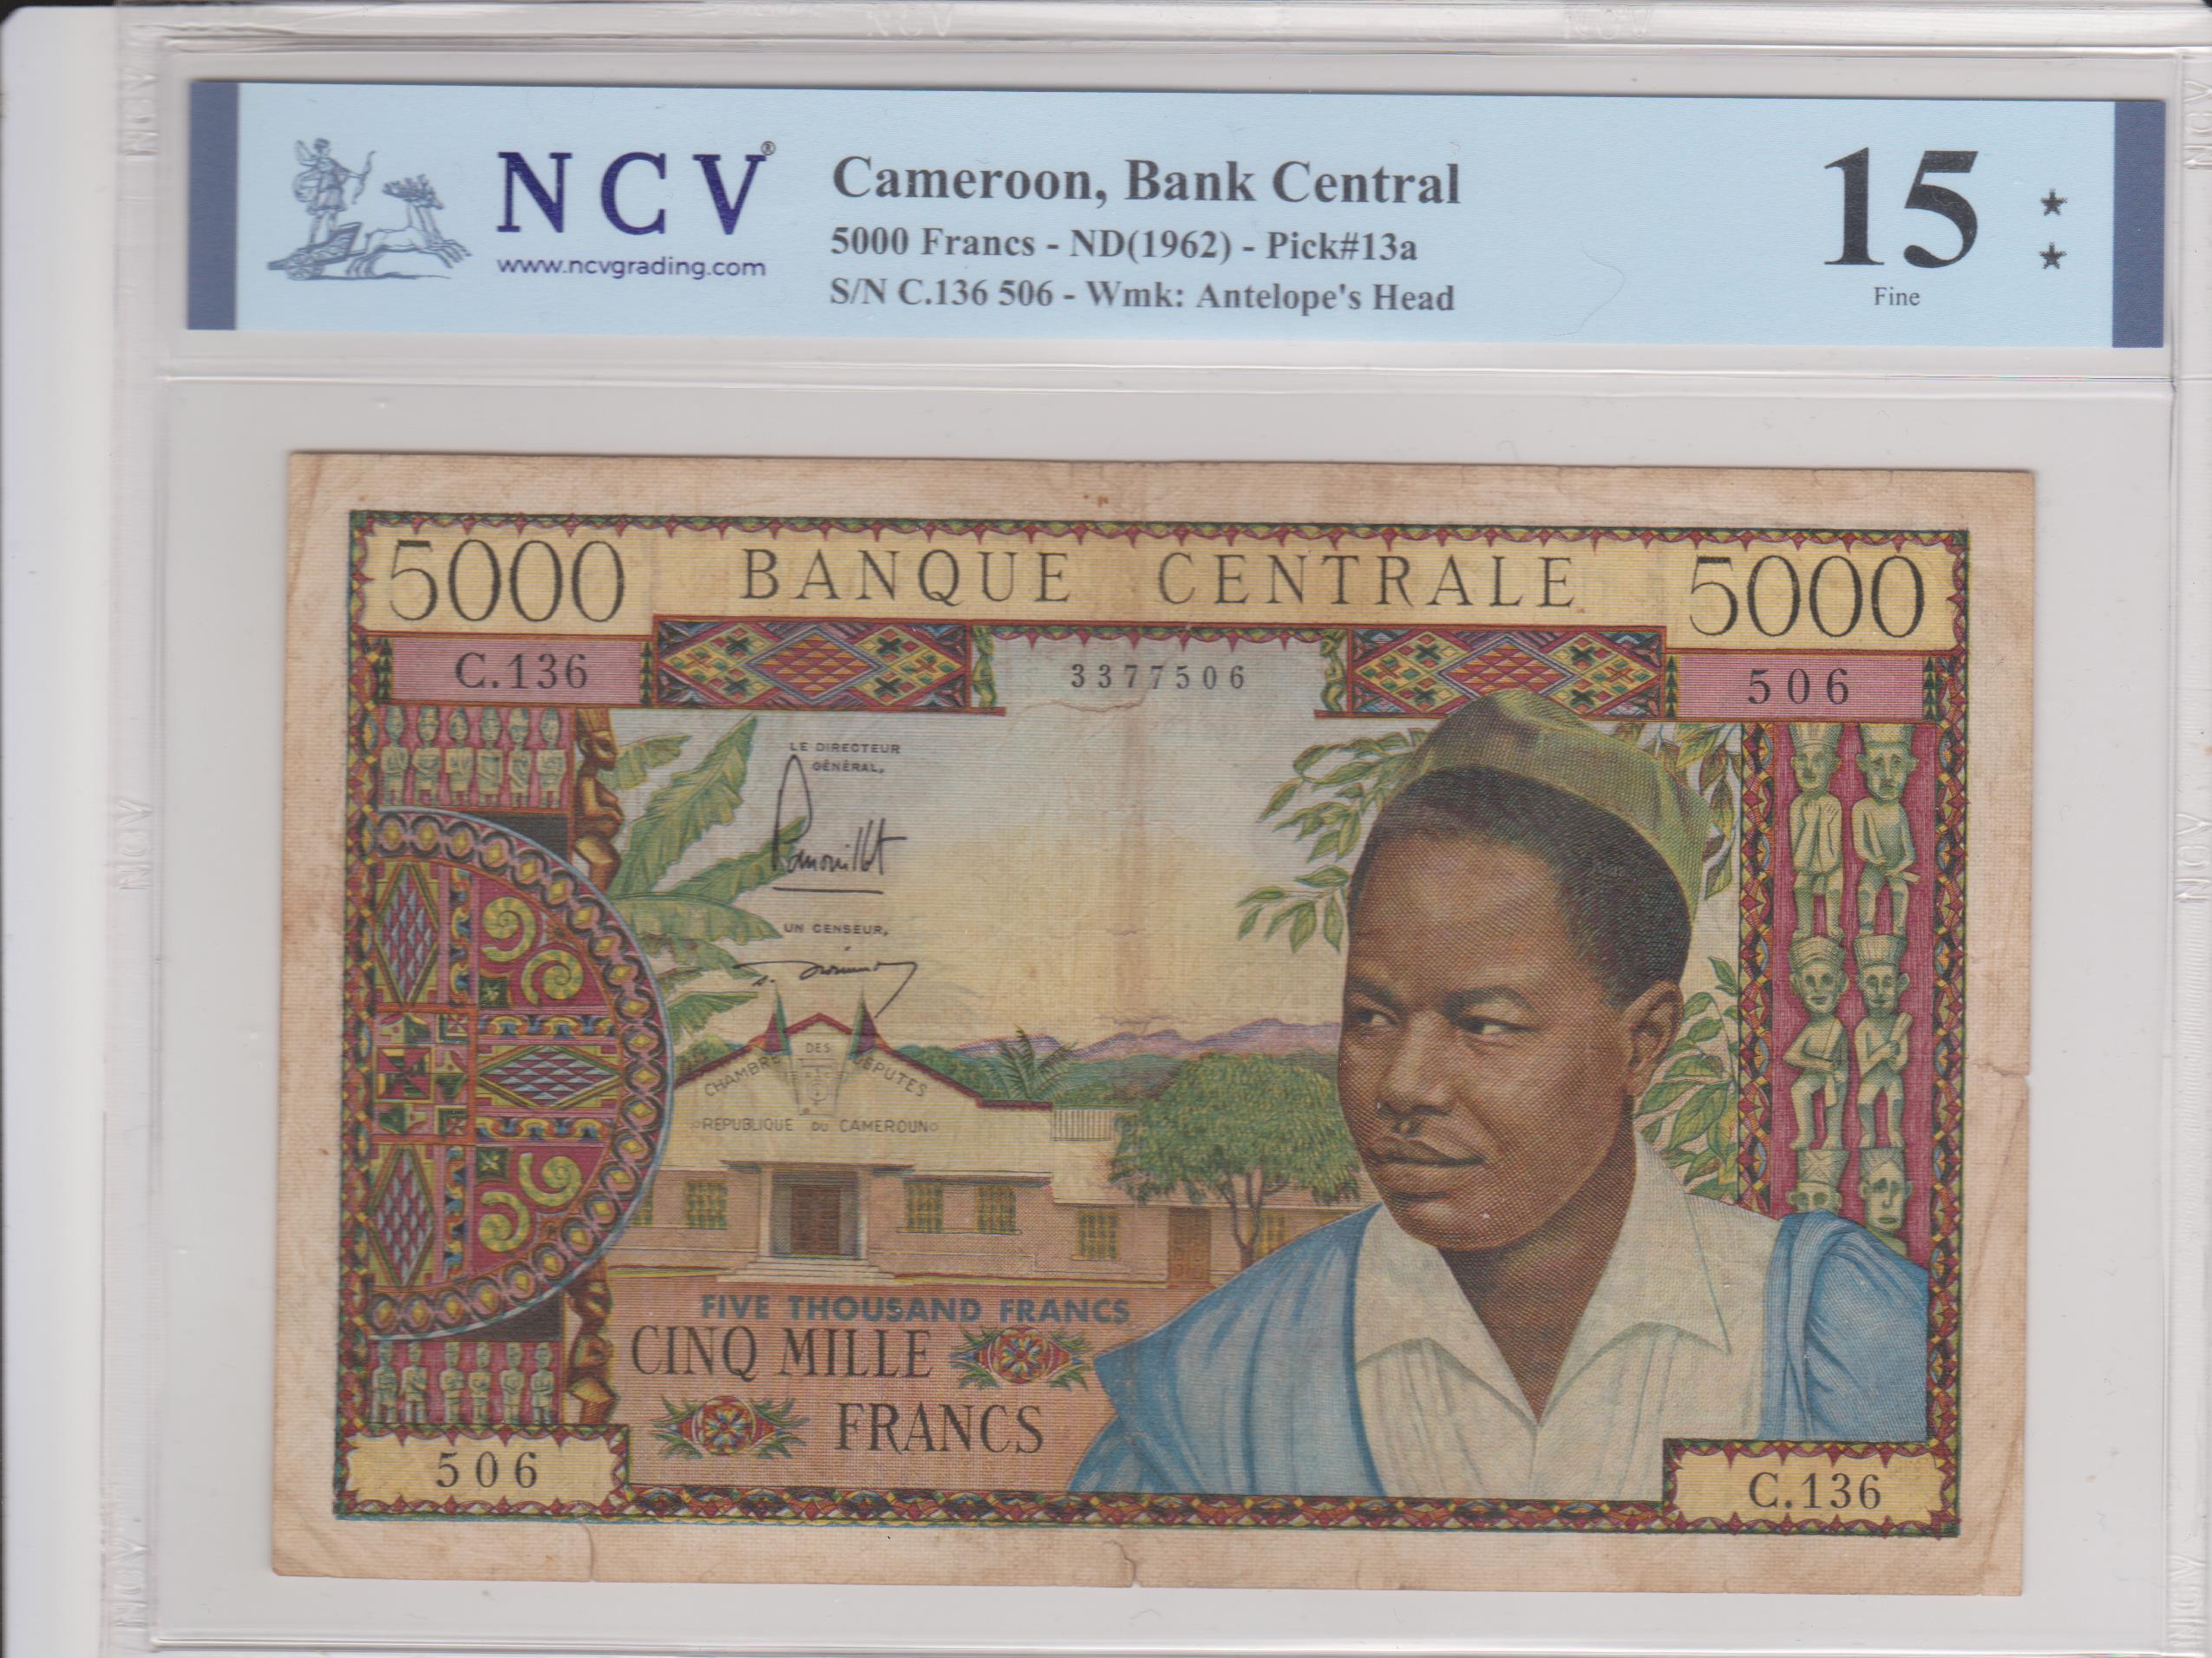 NCV®
www.ncvgrading.com
Cameroon, Bank Central
5000 Francs - ND(1962) - Pick#13a
S/N C.136 506 - Wmk: Antelope's Head
15
Fine
5000 BANQUE CENTRALE 5000
C.136 3377506 506
LE DIRECTEUR
GÉNÉRAL,
UN CENSEUR,
CHAMBRE DES DEPUTES
REPUBLIQUE DU CAMEROUN
FIVE THOUSAND FRANCS
CINQ MILLE
FRANCS
506 C.136